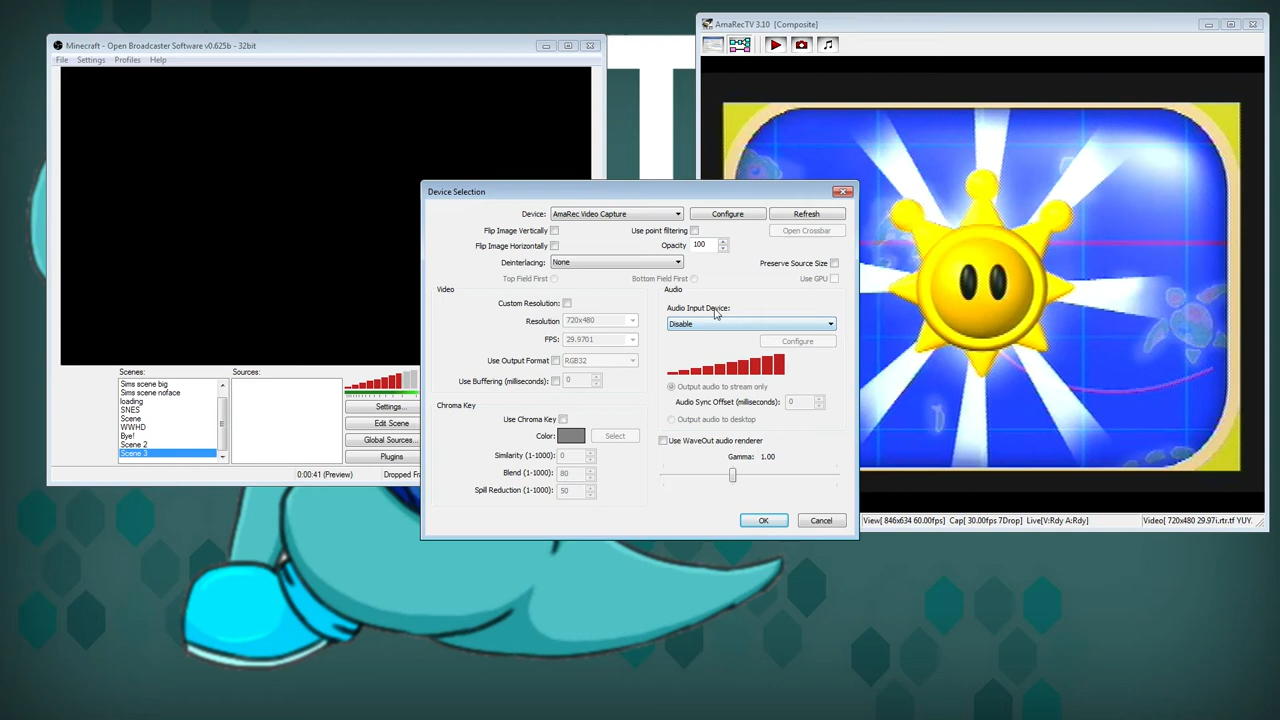 Minecraft - Open Broadcaster Software v0.625b - 32bit
File Settings Profiles Help
AmaRecTV 3.10 [Composite]
Device Selection
Device: AmaRec Video Capture Configure Refresh
Flip Image Vertically Use point filtering Open Crossbar
Flip Image Horizontally Opacity 100
Deinterlacing: None Preserve Source Size
Top Field First Bottom Field First Use GPU
Video
Custom Resolution:
Resolution 720x480
FPS: 29.9701
Use Output Format RGB32
Use Buffering (milliseconds): 0
Chroma Key
Use Chroma Key
Color: Select
Similarity (1-1000): 0
Blend (1-1000): 80
Spill Reduction (1-1000): 50
Audio
Audio Input Device:
Disable
Configure
Output audio to stream only
Audio Sync Offset (milliseconds): 0
Output audio to desktop
Use WaveOut audio renderer
Gamma: 1.00
OK Cancel
Scenes:
Sims scene big
Sims scene noface
loading
SNES
Scene
WWHD
Bye!
Scene 2
Scene 3
Sources:
Settings...
Edit Scene
Global Sources...
Plugins
0:00:41 (Preview) Dropped Fr
View[ 846x634 60.00fps] Cap[ 30.00fps 7Drop] Live[V:Rdy A:Rdy] Video[ 720x480 29.97i.rtr.tf YUY